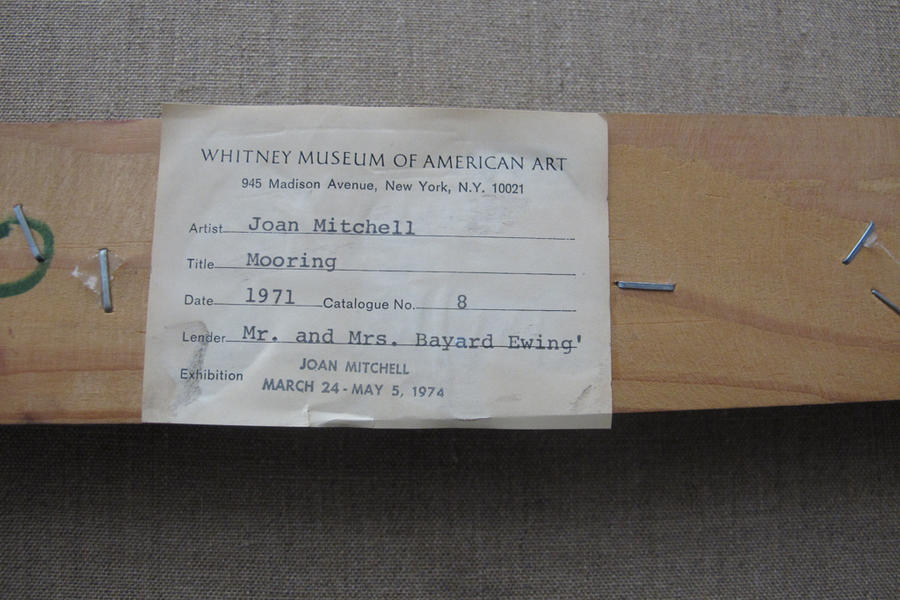 WHITNEY MUSEUM OF AMERICAN ART
945 Madison Avenue, New York, N.Y. 10021
Artist Joan Mitchell
Title Mooring
Date 1971 Catalogue No. 8
Lender Mr. and Mrs. Bayard Ewing'
Exhibition JOAN MITCHELL
MARCH 24 - MAY 5, 1974